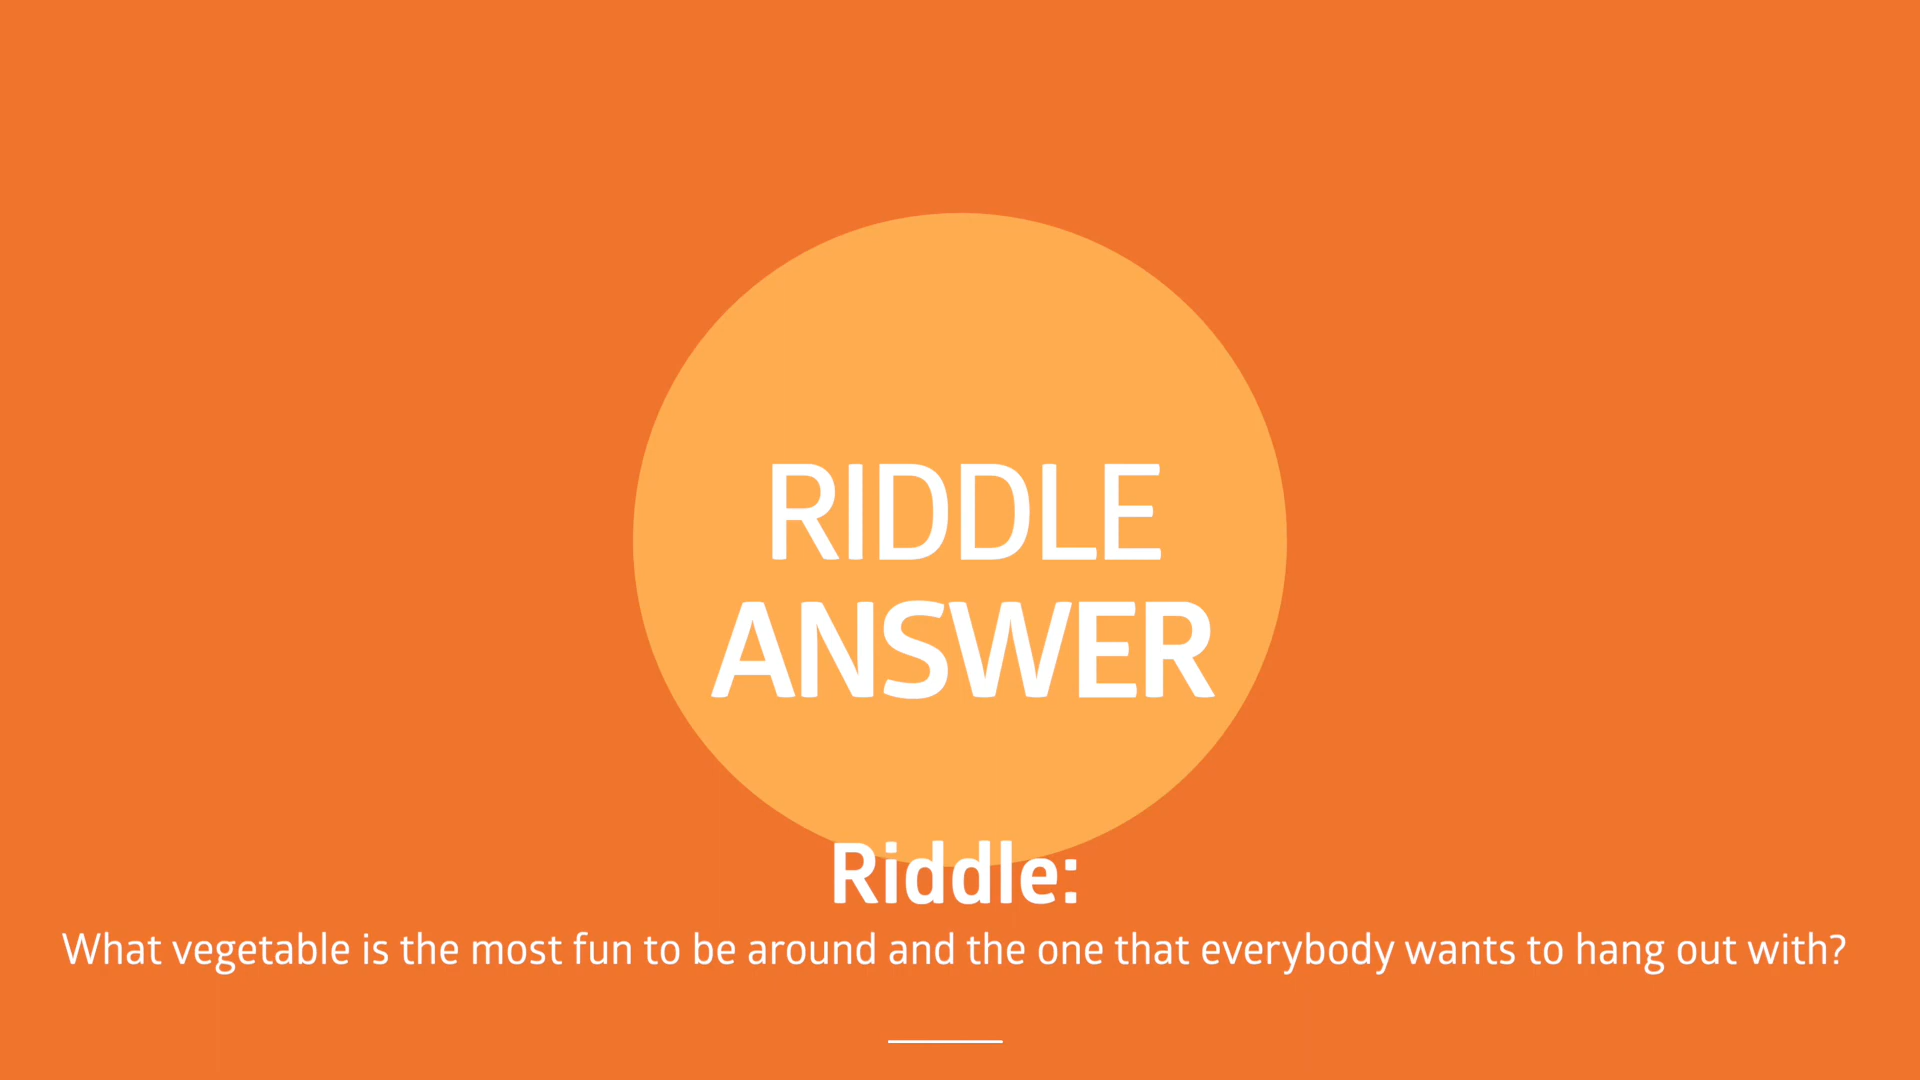 RIDDLE
ANSWER
Riddle:
What vegetable is the most fun to be around and the one that everybody wants to hang out with?